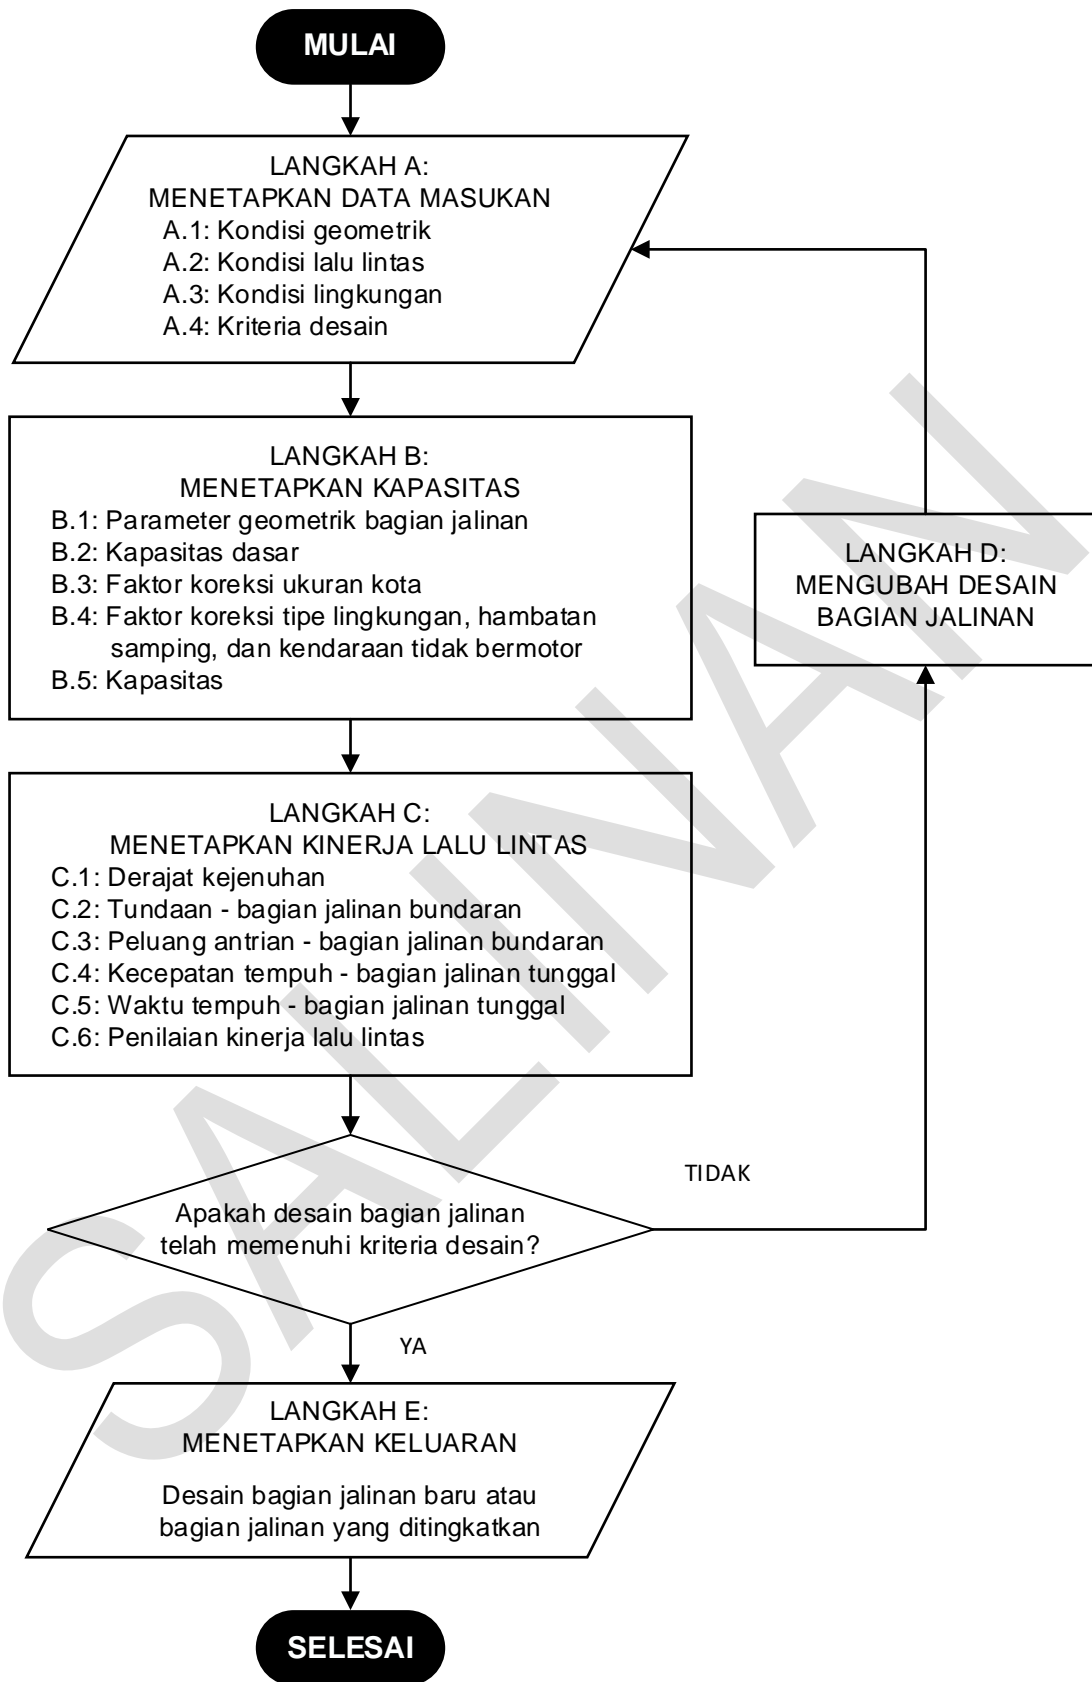 MULAI
LANGKAH A:
MENETAPKAN DATA MASUKAN
A.1: Kondisi geometrik
A.2: Kondisi lalu lintas
A.3: Kondisi lingkungan
A.4: Kriteria desain
LANGKAH B:
MENETAPKAN KAPASITAS
B.1: Parameter geometrik bagian jalinan
B.2: Kapasitas dasar
B.3: Faktor koreksi ukuran kota
B.4: Faktor koreksi tipe lingkungan, hambatan
samping, dan kendaraan tidak bermotor
B.5: Kapasitas
LANGKAH C:
MENETAPKAN KINERJA LALU LINTAS
C.1: Derajat kejenuhan
C.2: Tundaan - bagian jalinan bundaran
C.3: Peluang antrian - bagian jalinan bundaran
C.4: Kecepatan tempuh - bagian jalinan tunggal
C.5: Waktu tempuh - bagian jalinan tunggal
C.6: Penilaian kinerja lalu lintas
Apakah desain bagian jalinan
telah memenuhi kriteria desain?
TIDAK
LANGKAH D:
MENGUBAH DESAIN
BAGIAN JALINAN
YA
LANGKAH E:
MENETAPKAN KELUARAN
Desain bagian jalinan baru atau
bagian jalinan yang ditingkatkan
SELESAI
SALINAN